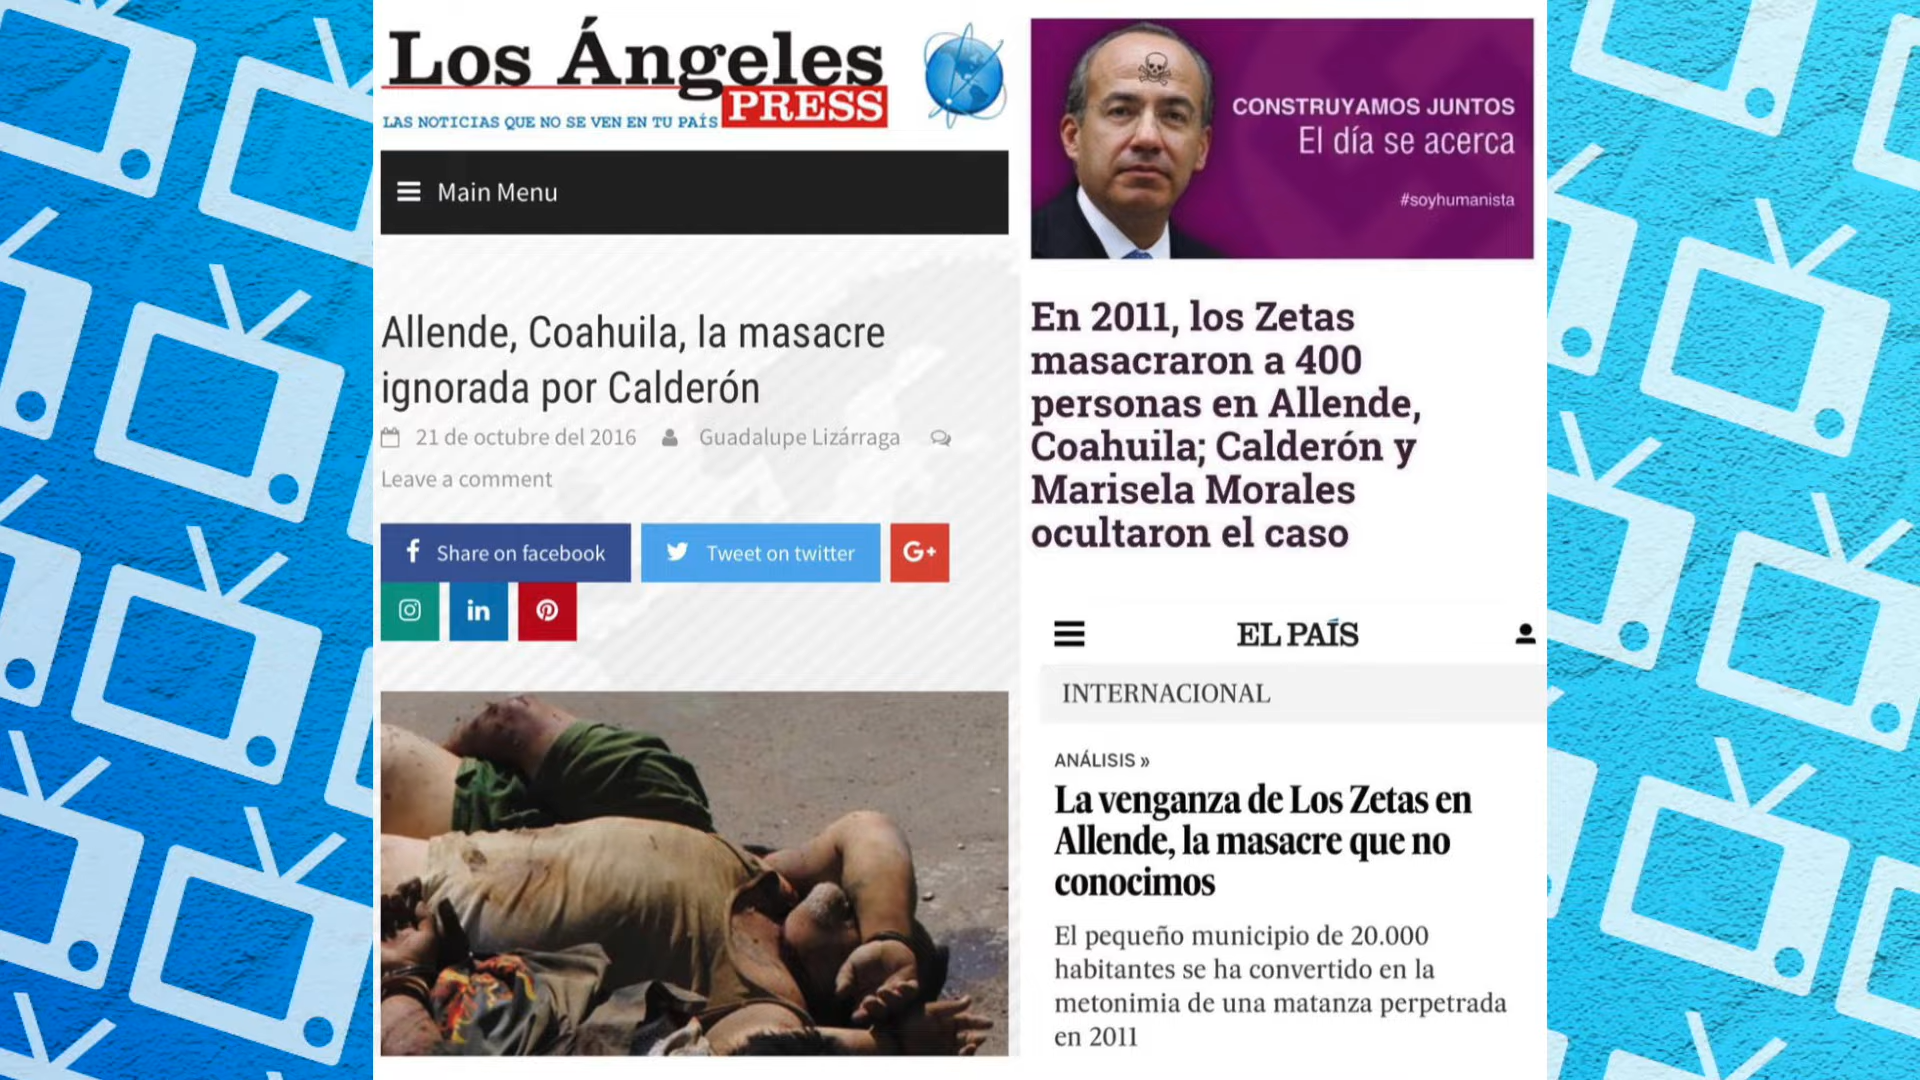 Los Ángeles
PRESS
LAS NOTICIAS QUE NO SE VEN EN TU PAÍS
Main Menu
Allende, Coahuila, la masacre
ignorada por Calderón
21 de octubre del 2016 Guadalupe Lizárraga
Leave a comment
f Share on facebook
Tweet on twitter
G+
in
CONSTRUYAMOS JUNTOS
El día se acerca
#soyhumanista
En 2011, los Zetas
masacraron a 400
personas en Allende,
Coahuila; Calderón y
Marisela Morales
ocultaron el caso
EL PAÍS
INTERNACIONAL
ANÁLISIS »
La venganza de Los Zetas en
Allende, la masacre que no
conocimos
El pequeño municipio de 20.000
habitantes se ha convertido en la
metonimia de una matanza perpetrada
en 2011